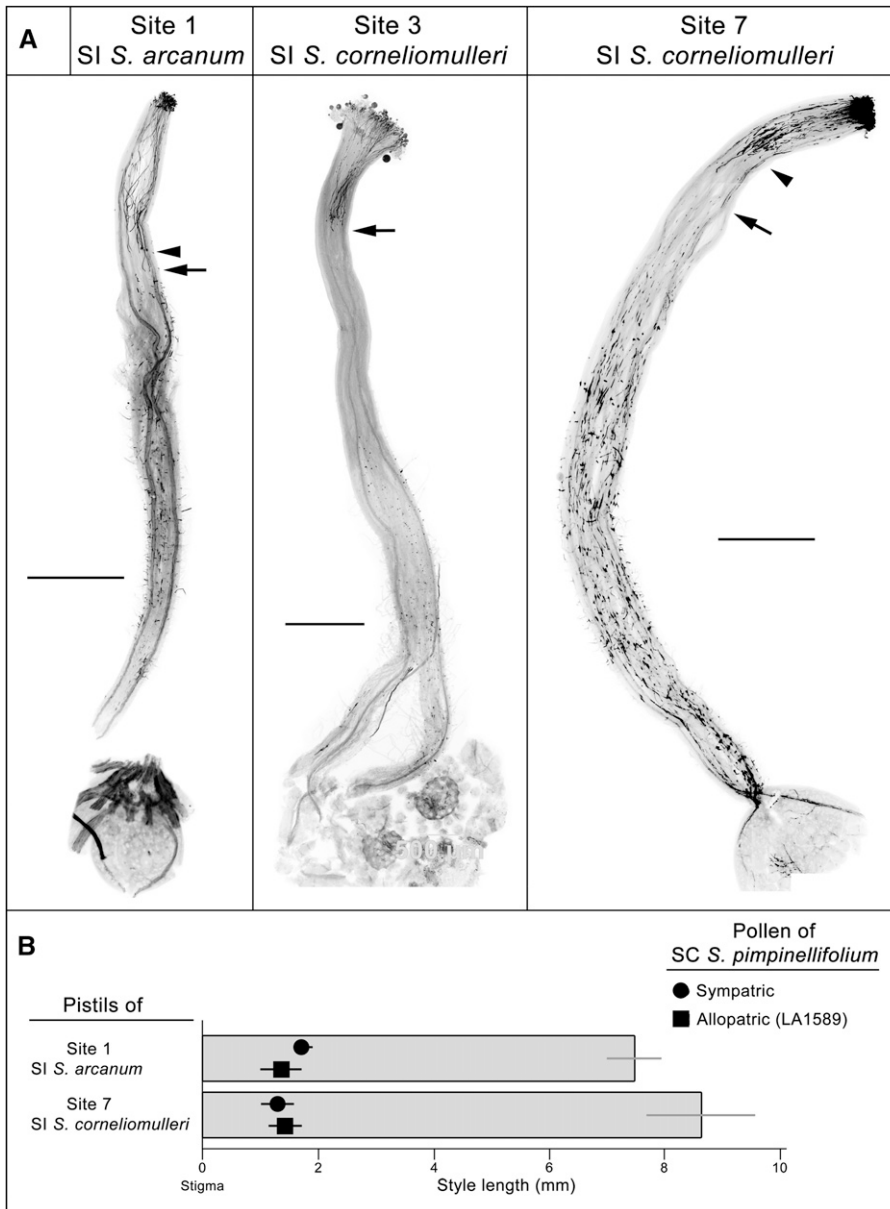 A
Site 1
SI S. arcanum
Site 3
SI S. corneliomulleri
Site 7
SI S. corneliomulleri
500 µm
B
Pollen of
SC S. pimpinellifolium
Sympatric
Allopatric (LA1589)
Pistils of
Site 1
SI S. arcanum
Site 7
SI S. corneliomulleri
0
2
4
6
8
10
Stigma
Style length (mm)